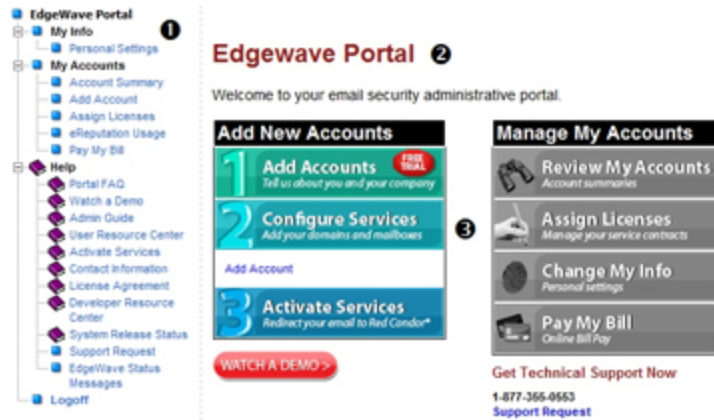 EdgeWave Portal
My Info
Personal Settings
My Accounts
Account Summary
Add Account
Assign Licenses
eReputation Usage
Pay My Bill
Help
Portal FAQ
Watch a Demo
Admin Guide
User Resource Center
Activate Services
Contact Information
License Agreement
Developer Resource
Center
System Release Status
Support Request
EdgeWave Status
Messages
Logoff
1
Edgewave Portal 2
Welcome to your email security administrative portal.
Add New Accounts
1 Add Accounts
Tell us about you and your company
FREE
TRIAL
2 Configure Services
Add your domains and mailboxes
Add Account
3 Activate Services
Redirect your email to Red Condor*
WATCH A DEMO >
3
Manage My Accounts
Review My Accounts
Account summaries
Assign Licenses
Manage your service contracts
Change My Info
Personal settings
Pay My Bill
Online Bill Pay
Get Technical Support Now
1-877-355-0553
Support Request